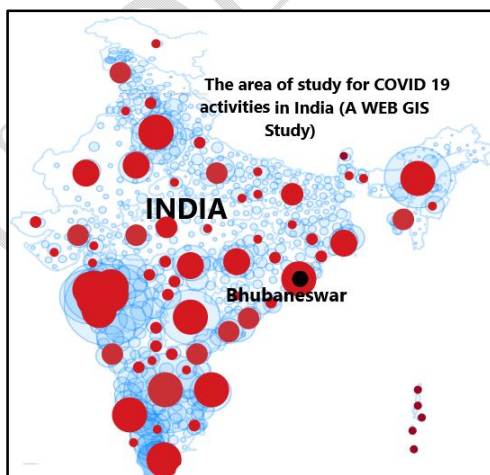 The area of study for COVID 19
activities in India (A WEB GIS
Study)
INDIA
Bhubaneswar